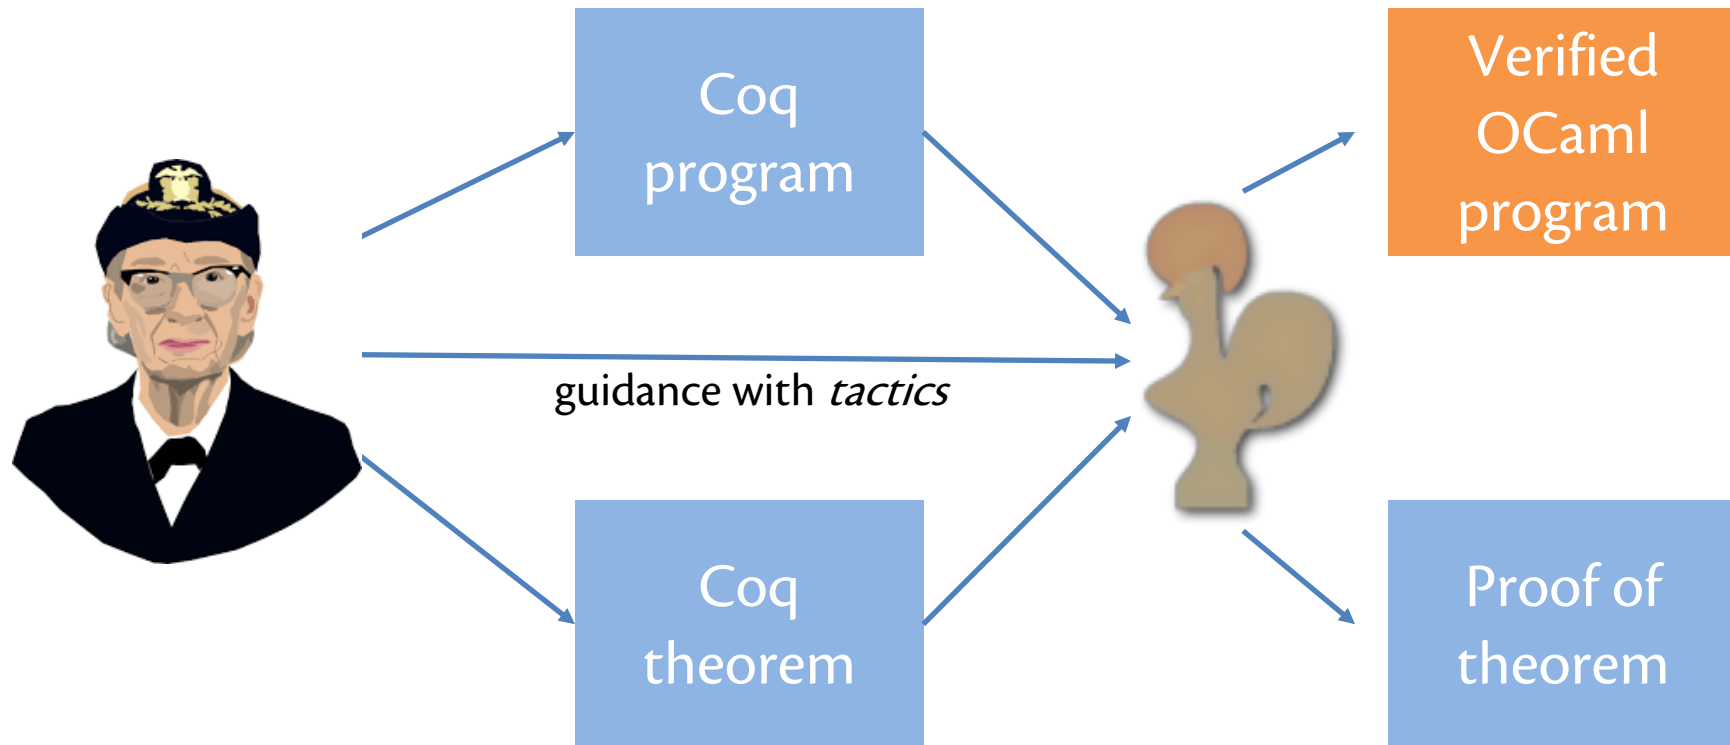 Coq
program
Verified
OCaml
program
guidance with tactics
Coq
theorem
Proof of
theorem